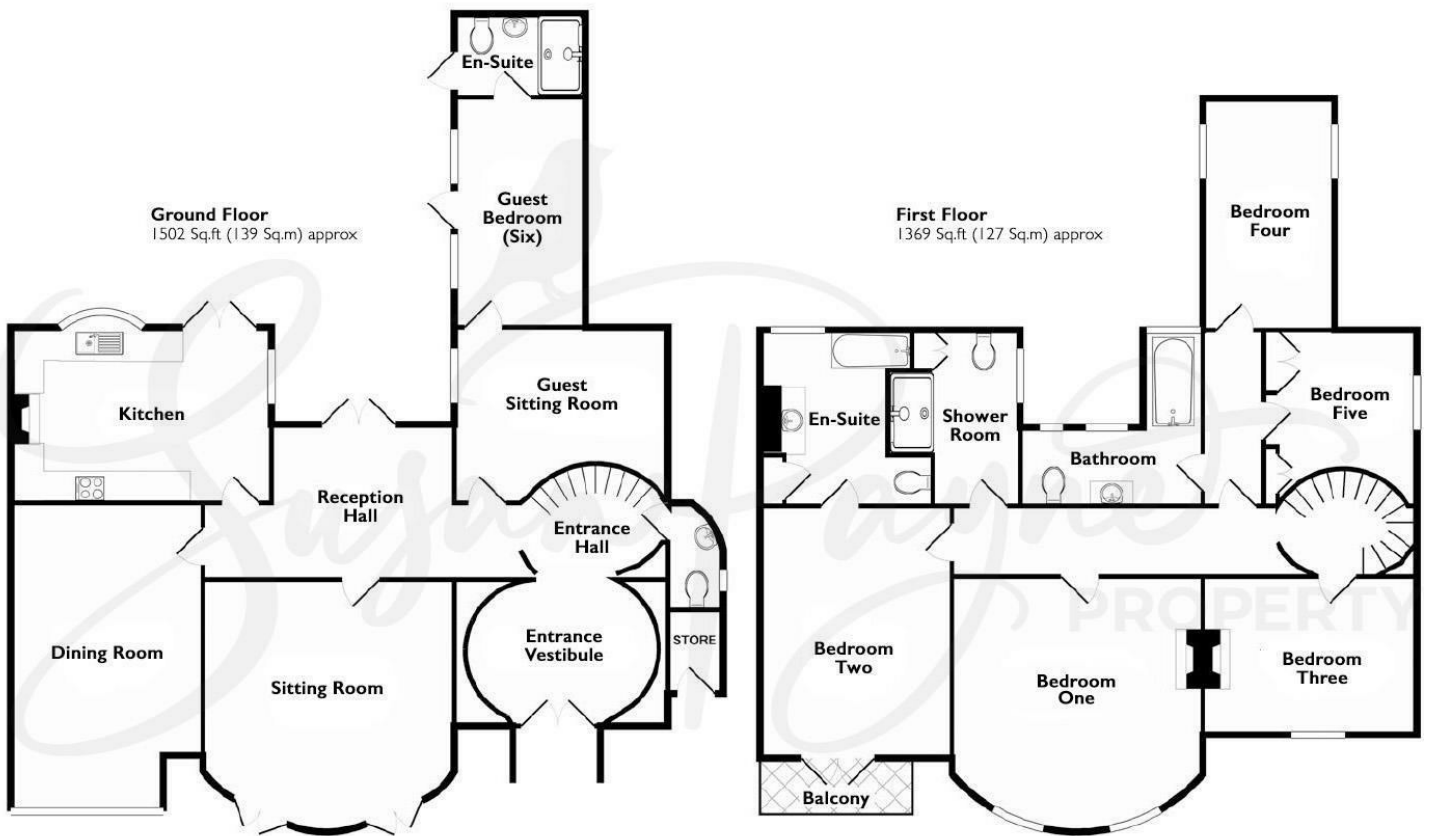 En-Suite
Guest
Bedroom
(Six)
Ground Floor
1502 Sq.ft (139 Sq.m) approx
Kitchen
Guest
Sitting Room
Reception
Hall
Entrance
Hall
Dining Room
Sitting Room
Entrance
Vestibule
STORE
First Floor
1369 Sq.ft (127 Sq.m) approx
Bedroom
Four
En-Suite
Shower
Room
Bathroom
Bedroom
Five
Bedroom
Two
Bedroom
One
Bedroom
Three
Balcony
Susan Payne
PROPERTY